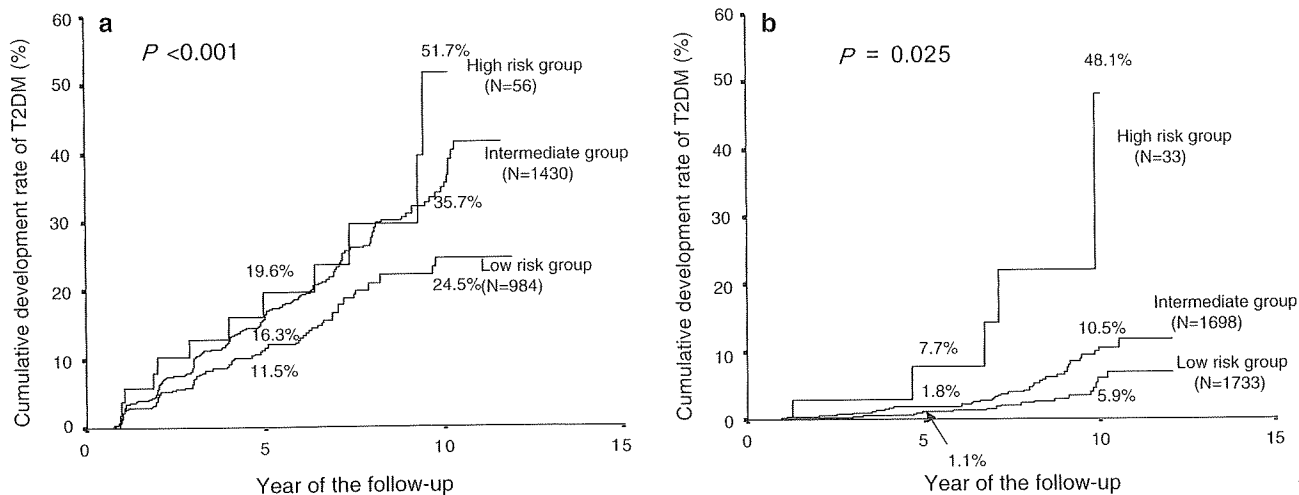 a
P <0.001
Cumulative development rate of T2DM (%)
60
50
40
30
20
10
0
51.7%
High risk group
(N=56)
Intermediate group
(N=1430)
35.7%
19.6%
Low risk group
24.5% (N=984)
16.3%
11.5%
0
5
10
15
Year of the follow-up
b
P = 0.025
Cumulative development rate of T2DM (%)
60
50
40
30
20
10
0
48.1%
High risk group
(N=33)
Intermediate group
(N=1698)
10.5%
7.7%
Low risk group
(N=1733)
1.8%
5.9%
0
5
10
15
1.1%
Year of the follow-up